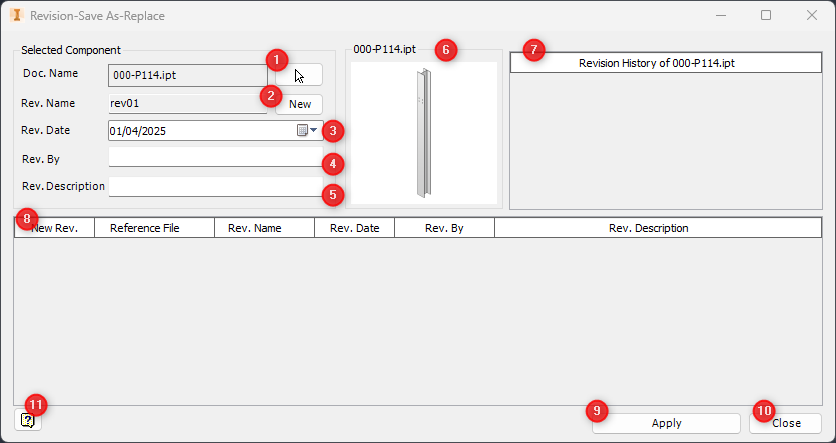 Revision-Save As-Replace
Selected Component
Doc. Name 000-P114.ipt 1
Rev. Name rev01 2 New
Rev. Date 01/04/2025 3
Rev. By 4
Rev. Description 5
000-P114.ipt 6
7 Revision History of 000-P114.ipt
8
New Rev. Reference File Rev. Name Rev. Date Rev. By Rev. Description
11 ?
9 Apply
10 Close